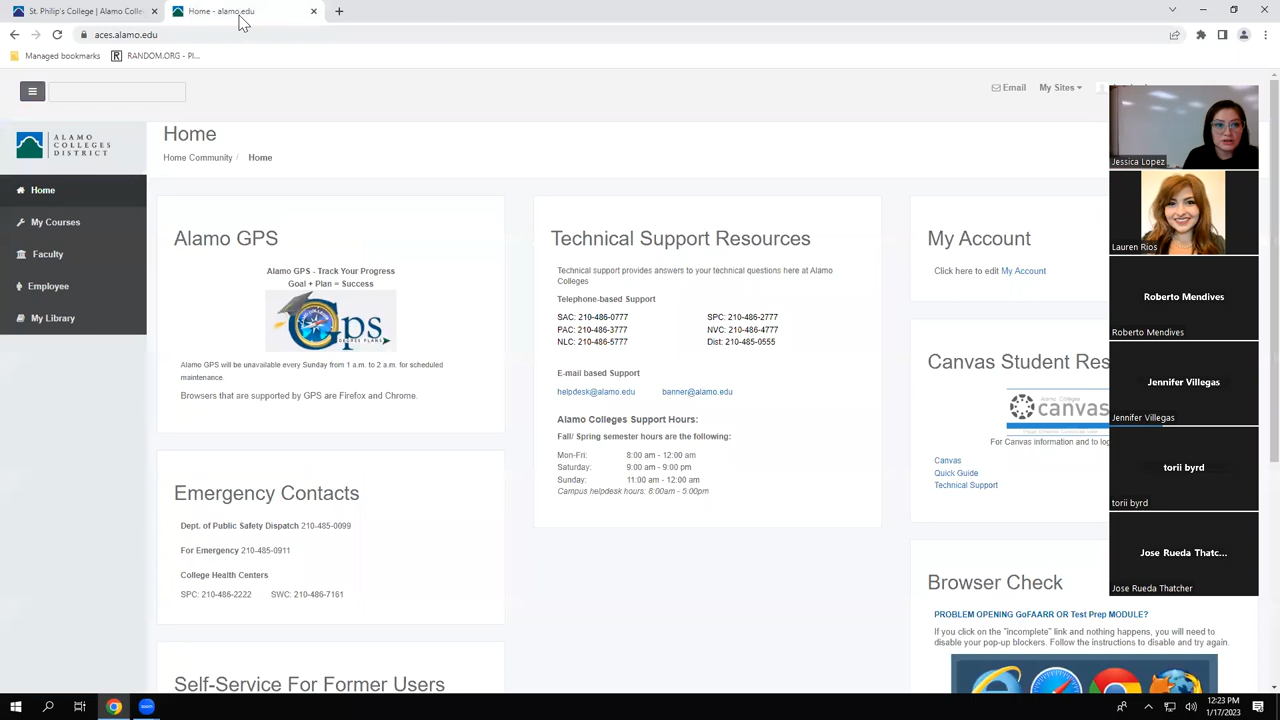 St. Philip's College | Alamo Colle
Home - alamo.edu
aces.alamo.edu
Managed bookmarks
RANDOM.ORG - Pl...
Email
My Sites
ALAMO
COLLEGES
DISTRICT
Home
Home Community / Home
Home
My Courses
Faculty
Employee
My Library
Alamo GPS
Alamo GPS - Track Your Progress
Goal + Plan = Success
Gps
DEGREE PLANS
Alamo GPS will be unavailable every Sunday from 1 a.m. to 2 a.m. for scheduled
maintenance.
Browsers that are supported by GPS are Firefox and Chrome.
Emergency Contacts
Dept. of Public Safety Dispatch 210-485-0099
For Emergency 210-485-0911
College Health Centers
SPC: 210-486-2222 SWC: 210-486-7161
Self-Service For Former Users
Technical Support Resources
Technical support provides answers to your technical questions here at Alamo
Colleges
Telephone-based Support
SAC: 210-486-0777 SPC: 210-486-2777
PAC: 210-486-3777 NVC: 210-486-4777
NLC: 210-486-5777 Dist: 210-485-0555
E-mail based Support
helpdesk@alamo.edu banner@alamo.edu
Alamo Colleges Support Hours:
Fall/ Spring semester hours are the following:
Mon-Fri: 8:00 am - 12:00 am
Saturday: 9:00 am - 9:00 pm
Sunday: 11:00 am - 12:00 am
Campus helpdesk hours: 8:00am - 5:00pm
My Account
Click here to edit My Account
Canvas Student Res
Alamo Colleges
canvas
For Canvas information and to log
Canvas
Quick Guide
Technical Support
Browser Check
PROBLEM OPENING GoFAARR OR Test Prep MODULE?
If you click on the "incomplete" link and nothing happens, you will need to
disable your pop-up blockers. Follow the instructions to disable and try again.
Jessica Lopez
Lauren Rios
Roberto Mendives
Roberto Mendives
Jennifer Villegas
Jennifer Villegas
torii byrd
torii byrd
Jose Rueda Thatc...
Jose Rueda Thatcher
zoom
12:23 PM
1/17/2023